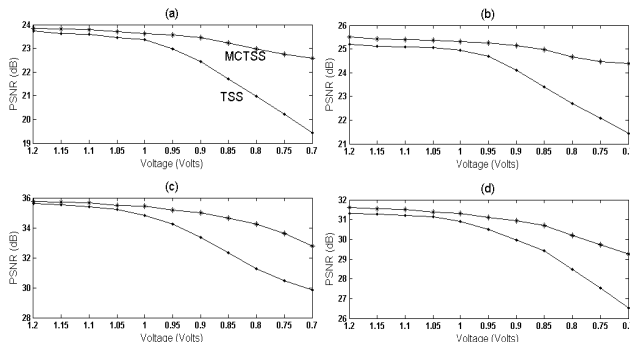 (a)
24
23
22
21
20
19
PSNR (dB)
MCTSS
TSS
1.2 1.15 1.1 1.05 1 0.95 0.9 0.85 0.8 0.75 0.7
Voltage (Volts)
(b)
26
25
24
23
22
21
PSNR (dB)
1.2 1.15 1.1 1.05 1 0.95 0.9 0.85 0.8 0.75
Voltage (Volts)
(c)
36
34
32
30
28
PSNR (dB)
1.2 1.15 1.1 1.05 1 0.95 0.9 0.85 0.8 0.75 0.7
Voltage (Volts)
(d)
32
31
30
29
28
27
26
PSNR (dB)
1.2 1.15 1.1 1.05 1 0.95 0.9 0.85 0.8 0.75
Voltage (Volts)